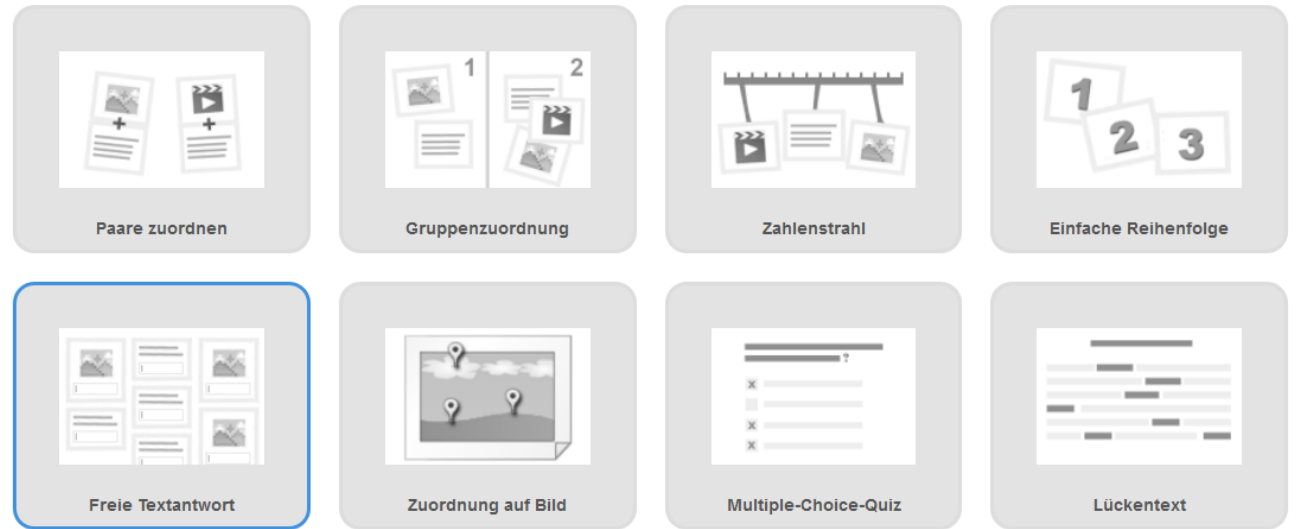 1
2
1
2
3
Paare zuordnen
Gruppenzuordnung
Zahlenstrahl
Einfache Reihenfolge
?
X
X
X
Freie Textantwort
Zuordnung auf Bild
Multiple-Choice-Quiz
Lückentext